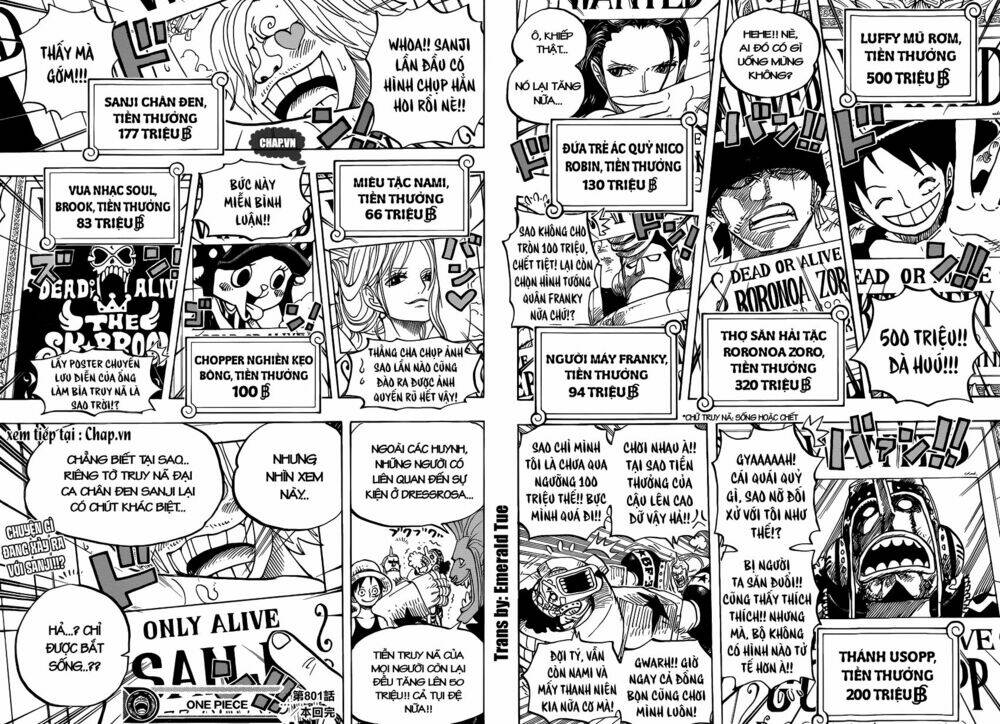 WANTED
LUFFY MŨ RƠM,
TIỀN THƯỞNG
500 TRIỆU฿
HEHE!! NÈ,
AI ĐÓ CÓ GÌ
UỐNG MỪNG
KHÔNG?
Ồ, KHIẾP
THẬT...
NÓ LẠI TĂNG
NỮA...
ĐỨA TRẺ ÁC QUỶ NICO
ROBIN, TIỀN THƯỞNG
130 TRIỆU฿
バン!!
DEAD OR ALIVE
500 TRIỆU!!
DÀ HUÚ!!!
DEAD OR ALIVE
RORONOA ZOR
THỢ SĂN HẢI TẶC
RORONOA ZORO,
TIỀN THƯỞNG
320 TRIỆU฿
*CHỮ TRUY NÃ: SỐNG HOẶC CHẾT
SAO KHÔNG CHO
TRÒN 100 TRIỆU,
CHẾT TIỆT! LẠI CÒN
CHỌN HÌNH TƯỚNG
QUÂN FRANKY
NỮA CHỨ!?
NGƯỜI MÁY FRANKY,
TIỀN THƯỞNG
94 TRIỆU฿
GYAAAAAH!
CÁI QUÁI QUỶ
GÌ, SAO NỠ ĐỐI
XỬ VỚI TÔI NHƯ
THẾ!?
BỊ NGƯỜI
TA SĂN ĐUỔI!!
CŨNG THẤY THÍCH
THÍCH!! NHƯNG
MÀ, BỘ KHÔNG
CÓ HÌNH NÀO TỬ
TẾ HƠN À!!
THÁNH USOPP,
TIỀN THƯỞNG
200 TRIỆU฿
CHƠI NHAU À!!
TẠI SAO TIỀN
THƯỞNG CỦA
CẬU LÊN CAO
DỮ VẬY HẢ!!
SAO CHỈ MÌNH
TÔI LÀ CHƯA QUA
NGƯỠNG 100
TRIỆU THẾ!! BỰC
MÌNH QUÁ ĐI!!
GWARH!! GIỜ
NGAY CẢ ĐỒNG
BỌN CŨNG CHƠI
MÌNH LUÔN!
ĐỢI TÝ, VẪN
CÒN NAMI VÀ
MẤY THANH NIÊN
KIA NỮA CƠ MÀ!
Trans by: Emerald Tue
WHOA!! SANJI
LẦN ĐẦU CÓ
HÌNH CHỤP HẲN
HOI RỒI NÈ!!
THẤY MÀ
GỚM!!!
SANJI CHÂN ĐEN,
TIỀN THƯỞNG
177 TRIỆU฿
CHAP.VN
MIÊU TẶC NAMI,
TIỀN THƯỞNG
66 TRIỆU฿
BỨC NÀY
MIỄN BÌNH
LUẬN!!
VUA NHẠC SOUL,
BROOK, TIỀN THƯỞNG
83 TRIỆU฿
THẰNG CHA CHỤP ẢNH
SAO LẦN NÀO CŨNG
ĐÀO RA ĐƯỢC ẢNH
QUYẾN RŨ HẾT VẬY!
CHOPPER NGHIỆN KẸO
BÔNG, TIỀN THƯỞNG
100฿
LẤY POSTER CHUYẾN
LƯU DIỄN CỦA ÔNG
LÀM BÌA TRUY NÃ LÀ
SAO TRỜI!?
xem tiếp tại : Chap.vn
NGOÀI CÁC HUYNH,
NHỮNG NGƯỜI CÓ
LIÊN QUAN ĐẾN SỰ
KIỆN Ở DRESSROSA...
TIỀN TRUY NÃ CỦA
MỌI NGƯỜI CÒN LẠI
ĐỀU TĂNG LÊN 50
TRIỆU!!! CẢ TỤI ĐỆ
NỮA!!
NHƯNG,
NHÌN XEM
NÀY...
CHẲNG BIẾT TẠI SAO...
RIÊNG TỜ TRUY NÃ ĐẠI
CA CHÂN ĐEN SANJI LẠI
CÓ CHÚT KHÁC BIỆT...
CHUYỆN GÌ
ĐANG XẢY RA
VỚI SANJI!!?
HẢ...? CHỈ
ĐƯỢC BẮT
SỐNG..??
ONLY ALIVE
SANJI
ONE PIECE
第801話
本回完